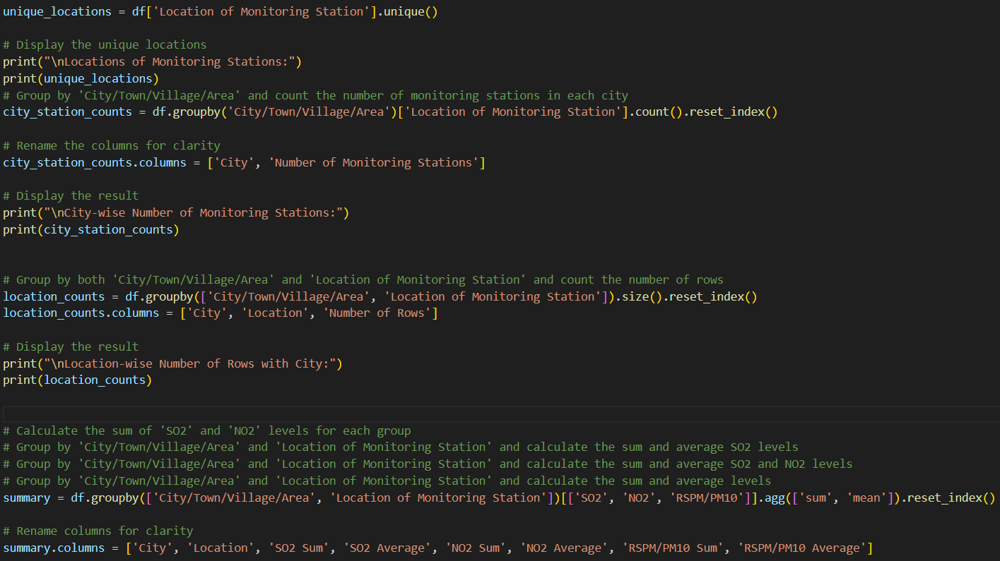 unique_locations = df['Location of Monitoring Station'].unique()
# Display the unique locations
print("\nLocations of Monitoring Stations:")
print(unique_locations)
# Group by 'City/Town/Village/Area' and count the number of monitoring stations in each city
city_station_counts = df.groupby('City/Town/Village/Area')['Location of Monitoring Station'].count().reset_index()
# Rename the columns for clarity
city_station_counts.columns = ['City', 'Number of Monitoring Stations']
# Display the result
print("\nCity-wise Number of Monitoring Stations:")
print(city_station_counts)
# Group by both 'City/Town/Village/Area' and 'Location of Monitoring Station' and count the number of rows
location_counts = df.groupby(['City/Town/Village/Area', 'Location of Monitoring Station']).size().reset_index()
location_counts.columns = ['City', 'Location', 'Number of Rows']
# Display the result
print("\nLocation-wise Number of Rows with City:")
print(location_counts)
# Calculate the sum of 'SO2' and 'NO2' levels for each group
# Group by 'City/Town/Village/Area' and 'Location of Monitoring Station' and calculate the sum and average SO2 levels
# Group by 'City/Town/Village/Area' and 'Location of Monitoring Station' and calculate the sum and average SO2 and NO2 levels
# Group by 'City/Town/Village/Area' and 'Location of Monitoring Station' and calculate the sum and average levels
summary = df.groupby(['City/Town/Village/Area', 'Location of Monitoring Station'])[['SO2', 'NO2', 'RSPM/PM10']].agg(['sum', 'mean']).reset_index()
# Rename columns for clarity
summary.columns = ['City', 'Location', 'SO2 Sum', 'SO2 Average', 'NO2 Sum', 'NO2 Average', 'RSPM/PM10 Sum', 'RSPM/PM10 Average']